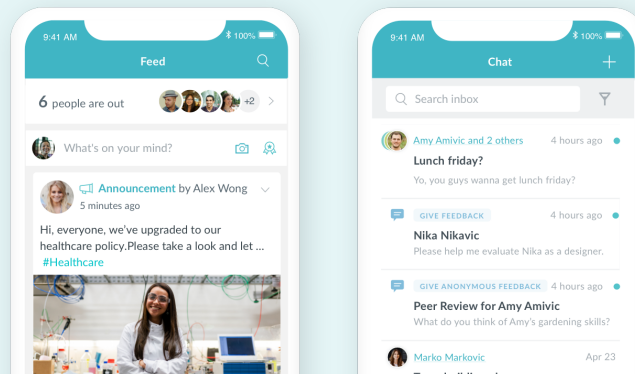 9:41 AM
100%
Feed
6 people are out
+2
What's on your mind?
Announcement by Alex Wong
5 minutes ago
Hi, everyone, we've upgraded to our
healthcare policy.Please take a look and let ...
#Healthcare
9:41 AM
100%
Chat
Search inbox
Amy Amivic and 2 others 4 hours ago
Lunch friday?
Yo, you guys wanna get lunch friday?
GIVE FEEDBACK 4 hours ago
Nika Nikavic
Please help me evaluate Nika as a designer.
GIVE ANONYMOUS FEEDBACK 4 hours ago
Peer Review for Amy Amivic
What do you think of Amy's gardening skills?
Marko Markovic Apr 23